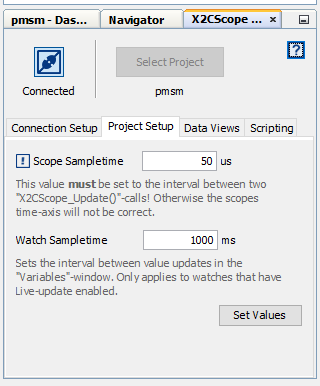 pmsm - Das... Navigator X2CScope ... ×
Select Project
Connected pmsm
Connection Setup Project Setup Data Views Scripting
! Scope Sampletime 50 us
This value must be set to the interval between two
"X2CScope_Update()"-calls! Otherwise the scopes
time-axis will not be correct.
Watch Sampletime 1000 ms
Sets the interval between value updates in the
"Variables"-window. Only applies to watches that have
Live-update enabled.
Set Values